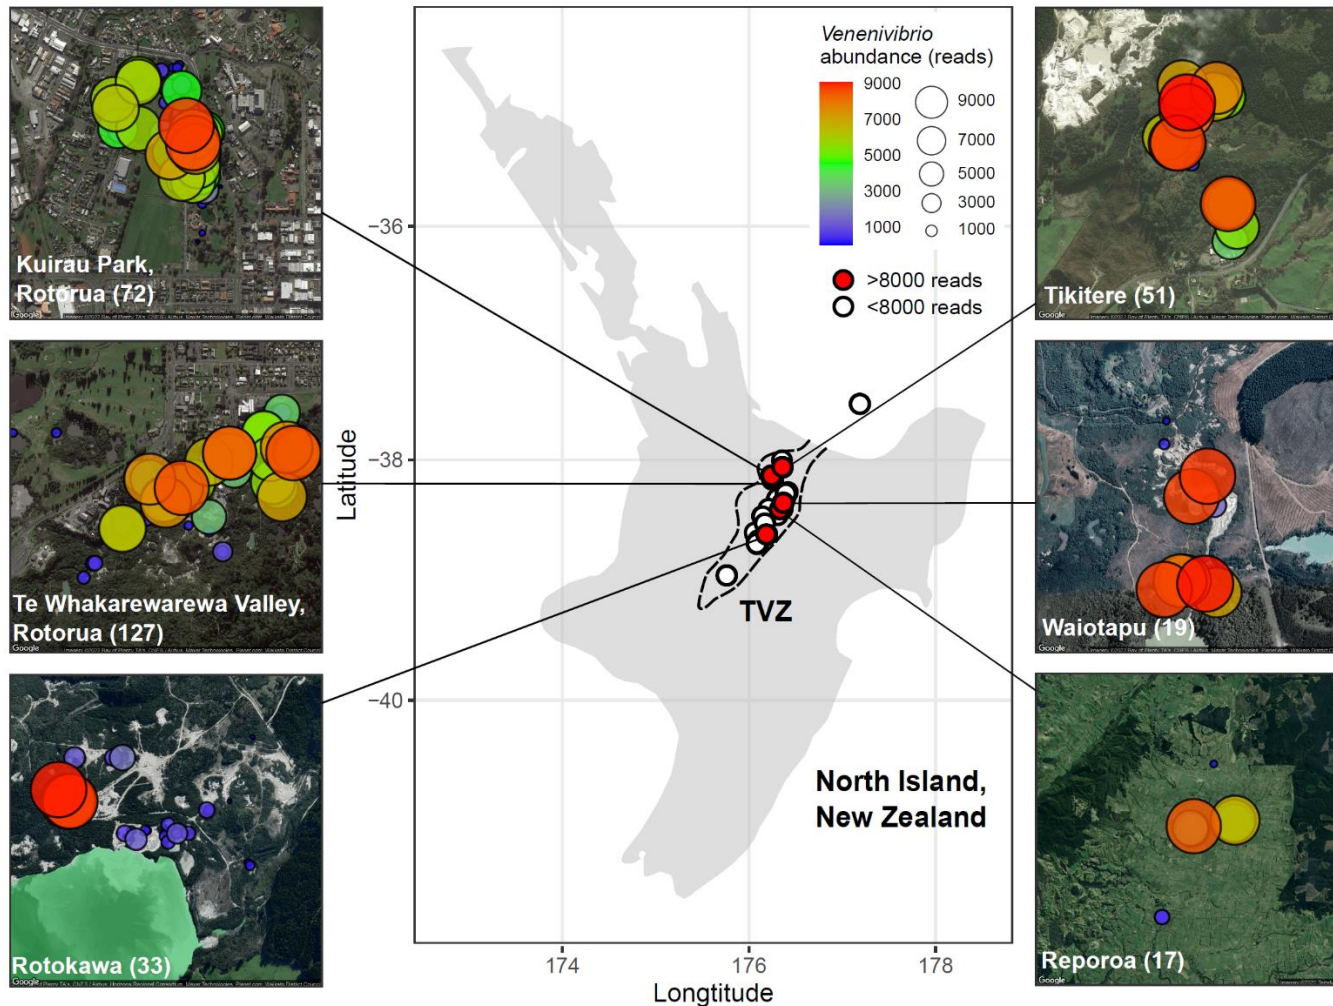 Kuirau Park,
Rotorua (72)
Google
Te Whakarewarewa Valley,
Rotorua (127)
Google
Rotokawa (33)
Google
Venenivibrio
abundance (reads)
9000
7000
5000
3000
1000
9000
7000
5000
3000
1000
>8000 reads
<8000 reads
−36
−38
−40
Latitude
TVZ
North Island,
New Zealand
174
176
178
Longtitude
Tikitere (51)
Google
Waiotapu (19)
Google
Reporoa (17)
Google